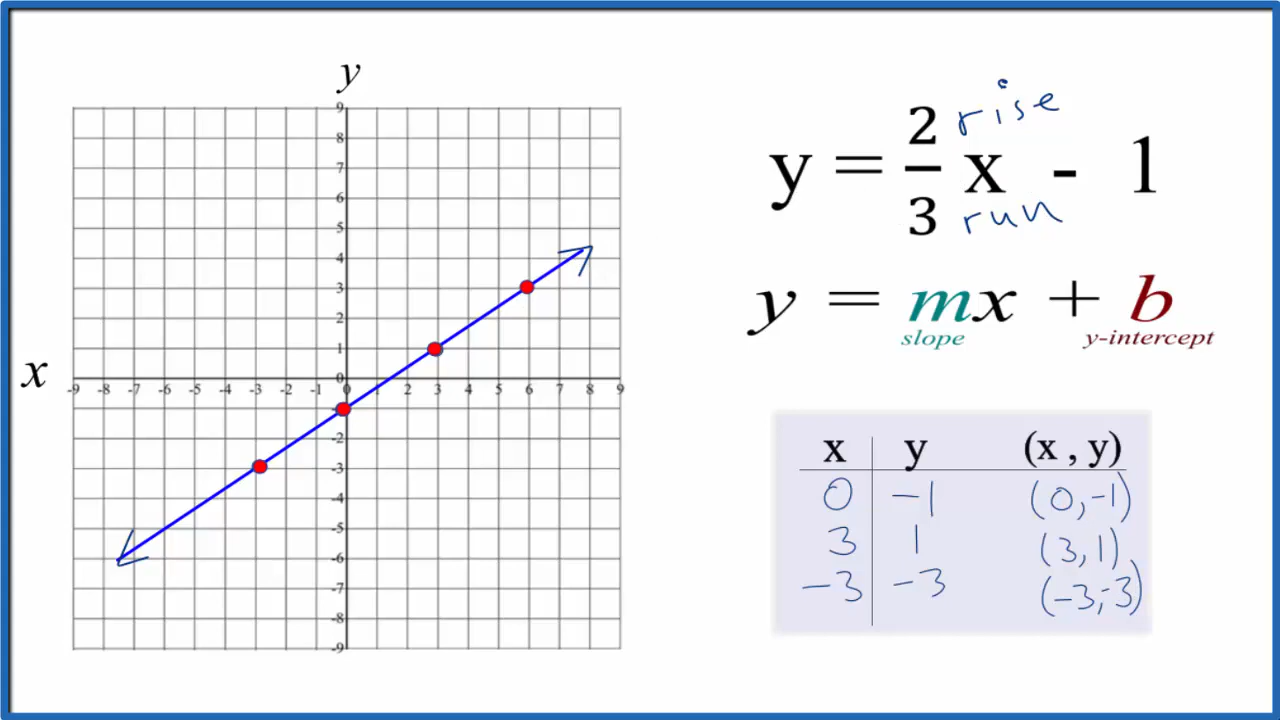 y
9
8
7
6
5
4
3
2
1
0
x
-9 -8 -7 -6 -5 -4 -3 -2 -1 0 2 3 4 5 6 7 8 9
-2
-3
-4
-5
-6
-7
-8
-9
y = 2/3 x - 1
rise
run
y = mx + b
slope y-intercept
x y (x , y)
0 -1 (0,-1)
3 1 (3,1)
-3 -3 (-3,-3)